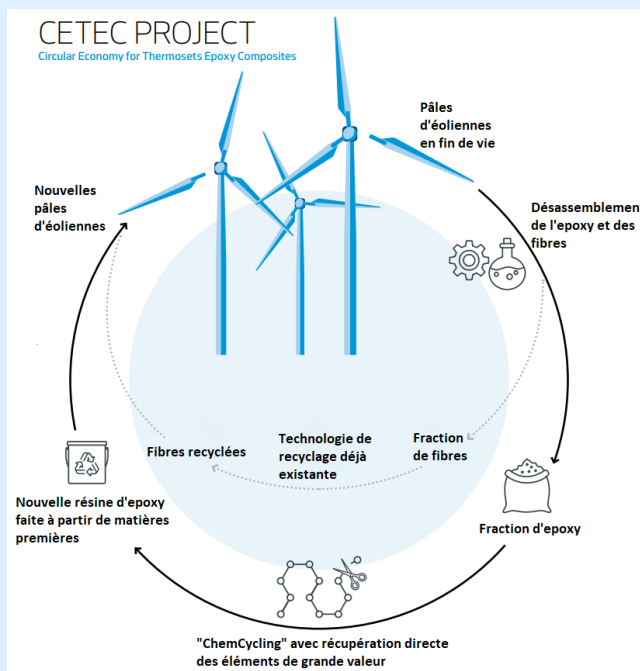 CETEC PROJECT
Circular Economy for Thermosets Epoxy Composites
Pâles
d'éoliennes
en fin de vie
Nouvelles
pâles
d'éoliennes
Désassemblement
de l'epoxy et des
fibres
Fibres recyclées
Technologie de
recyclage déjà
existante
Fraction
de fibres
Nouvelle résine d'epoxy
faite à partir de matières
premières
Fraction d'epoxy
"ChemCycling" avec récupération directe
des éléments de grande valeur